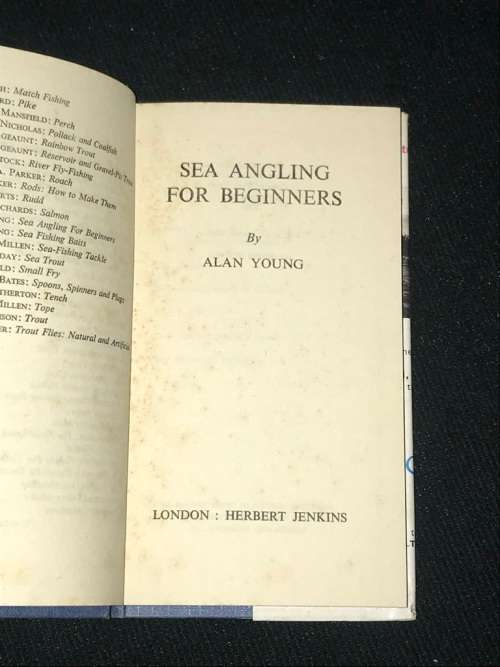 H: Match Fishing
RD: Pike
MANSFIELD: Perch
NICHOLAS: Pollack and Coalfish
GEAUNT: Rainbow Trout
GEAUNT: Reservoir and Gravel-Pit Trout
TOCK: River Fly-Fishing
A. PARKER: Roach
KER: Rods: How to Make Them
RTS: Rudd
CHARDS: Salmon
NG: Sea Angling For Beginners
NG: Sea Fishing Baits
MILLEN: Sea-Fishing Tackle
DAY: Sea Trout
LD: Small Fry
BATES: Spoons, Spinners and Plugs
THERTON: Tench
MILLEN: Tope
NSON: Trout
ER: Trout Flies: Natural and Artificial
SEA ANGLING
FOR BEGINNERS
By
ALAN YOUNG
LONDON : HERBERT JENKINS